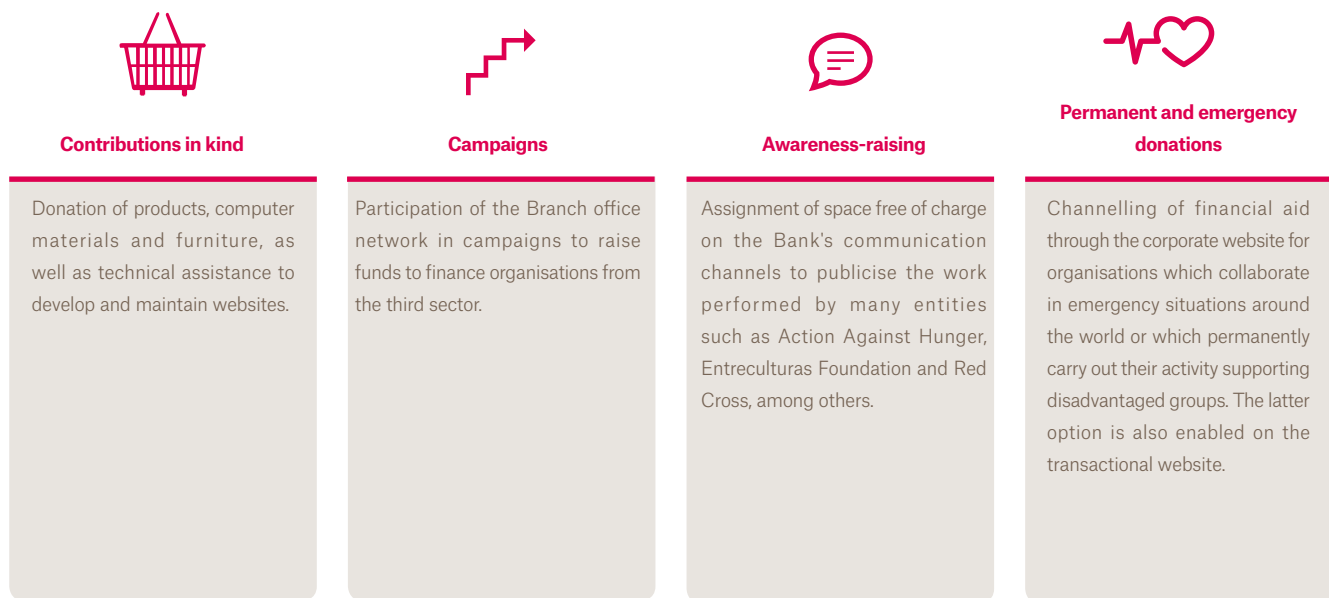 Contributions in kind
Donation of products, computer
materials and furniture, as
well as technical assistance to
develop and maintain websites.
Campaigns
Participation of the Branch office
network in campaigns to raise
funds to finance organisations from
the third sector.
Awareness-raising
Assignment of space free of charge
on the Bank's communication
channels to publicise the work
performed by many entities
such as Action Against Hunger,
Entreculturas Foundation and Red
Cross, among others.
Permanent and emergency
donations
Channelling of financial aid
through the corporate website for
organisations which collaborate
in emergency situations around
the world or which permanently
carry out their activity supporting
disadvantaged groups. The latter
option is also enabled on the
transactional website.